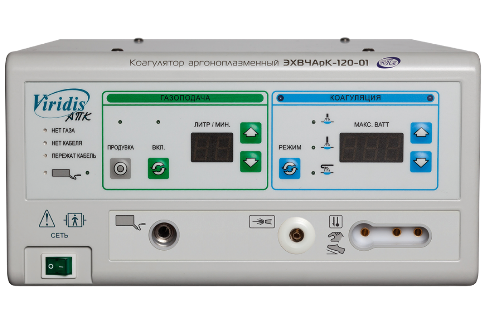 Коагулятор аргоноплазменный ЭХВЧАрК-120-01
Viridis
АПК
ГАЗОПОДАЧА
КОАГУЛЯЦИЯ
НЕТ ГАЗА
НЕТ КАБЕЛЯ
ПЕРЕЖАТ КАБЕЛЬ
ЛИТР / МИН.
МАКС. ВАТТ
ПРОДУВКА
ВКЛ.
РЕЖИМ
СЕТЬ